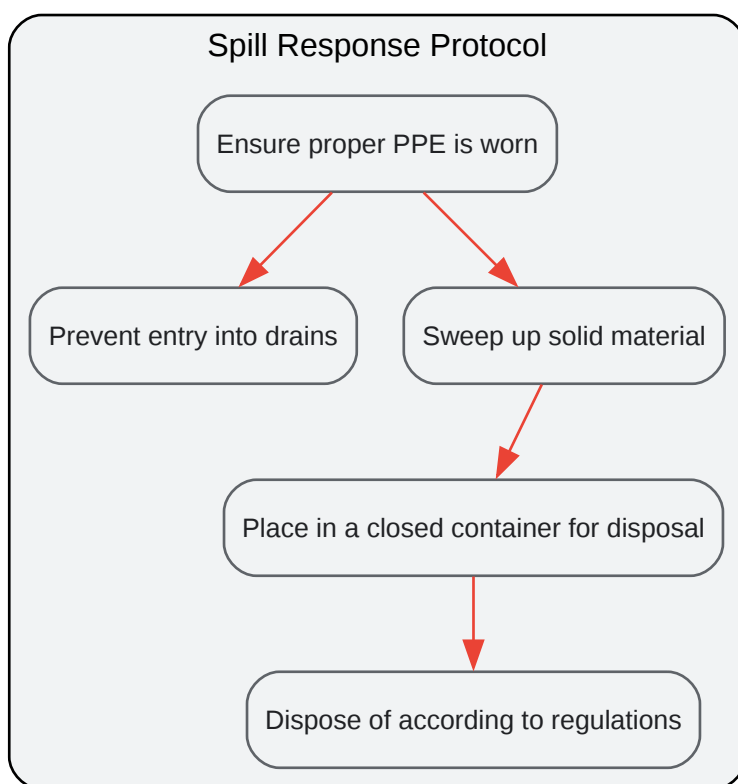 Spill Response Protocol
Ensure proper PPE is worn
Prevent entry into drains
Sweep up solid material
Place in a closed container for disposal
Dispose of according to regulations